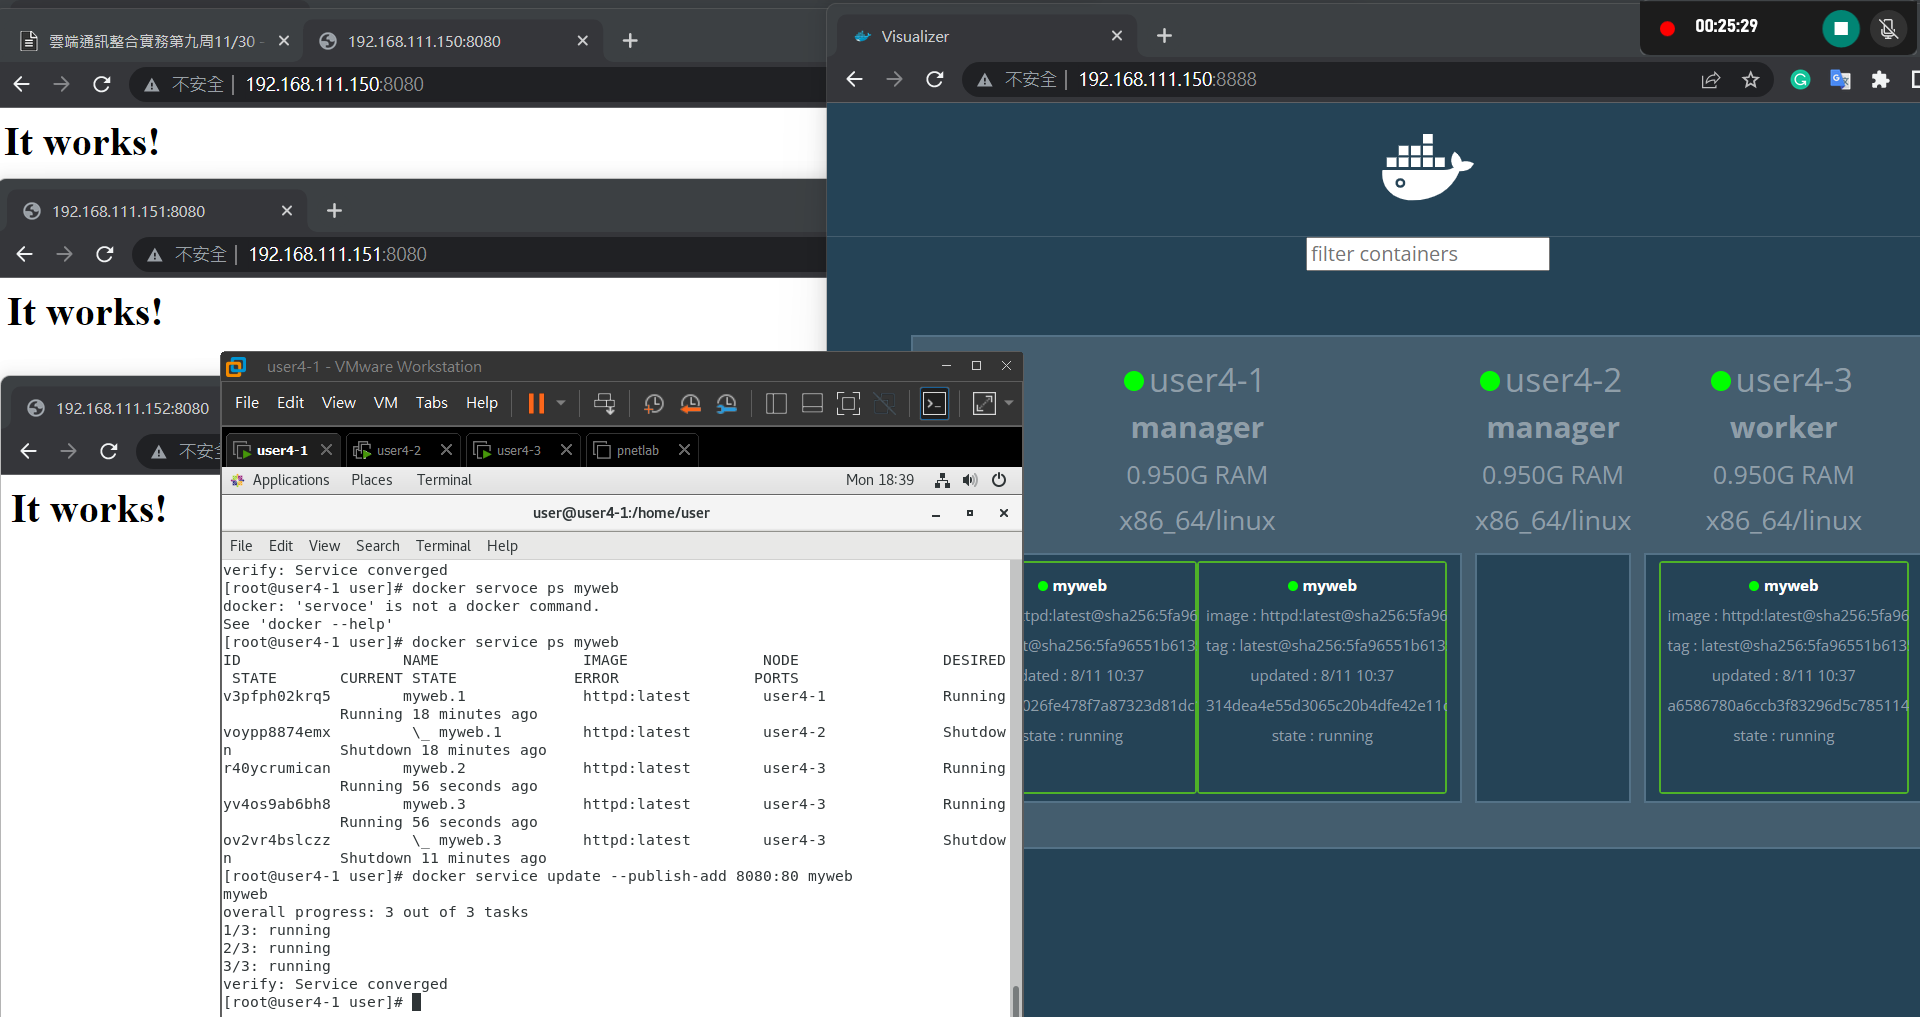 雲端通訊整合實務第九周11/30 -
192.168.111.150:8080
不安全 | 192.168.111.150:8080
It works!
192.168.111.151:8080
不安全 | 192.168.111.151:8080
It works!
192.168.111.152:8080
不安
It works!
Visualizer
00:25:29
不安全 | 192.168.111.150:8888
filter containers
user4-1
manager
0.950G RAM
x86_64/linux
user4-2
manager
0.950G RAM
x86_64/linux
user4-3
worker
0.950G RAM
x86_64/linux
myweb
ttpd:latest@sha256:5fa96
t@sha256:5fa96551b613
dated : 8/11 10:37
026fe478f7a87323d81dc
state : running
myweb
image : httpd:latest@sha256:5fa96
tag : latest@sha256:5fa96551b613
updated : 8/11 10:37
314dea4e55d3065c20b4dfe42e11
state : running
myweb
image : httpd:latest@sha256:5fa96
tag : latest@sha256:5fa96551b613
updated : 8/11 10:37
a6586780a6ccb3f83296d5c785114
state : running
user4-1 - VMware Workstation
File Edit View VM Tabs Help
user4-1 user4-2 user4-3 pnetlab
Applications Places Terminal Mon 18:39
user@user4-1:/home/user
File Edit View Search Terminal Help
verify: Service converged
[root@user4-1 user]# docker servoce ps myweb
docker: 'servoce' is not a docker command.
See 'docker --help'
[root@user4-1 user]# docker service ps myweb
ID NAME IMAGE NODE DESIRED
STATE CURRENT STATE ERROR PORTS
v3pfph02krq5 myweb.1 httpd:latest user4-1 Running
Running 18 minutes ago
voypp8874emx \_ myweb.1 httpd:latest user4-2 Shutdow
n Shutdown 18 minutes ago
r40ycrumican myweb.2 httpd:latest user4-3 Running
Running 56 seconds ago
yv4os9ab6bh8 myweb.3 httpd:latest user4-3 Running
Running 56 seconds ago
ov2vr4bslczz \_ myweb.3 httpd:latest user4-3 Shutdow
n Shutdown 11 minutes ago
[root@user4-1 user]# docker service update --publish-add 8080:80 myweb
myweb
overall progress: 3 out of 3 tasks
1/3: running
2/3: running
3/3: running
verify: Service converged
[root@user4-1 user]#